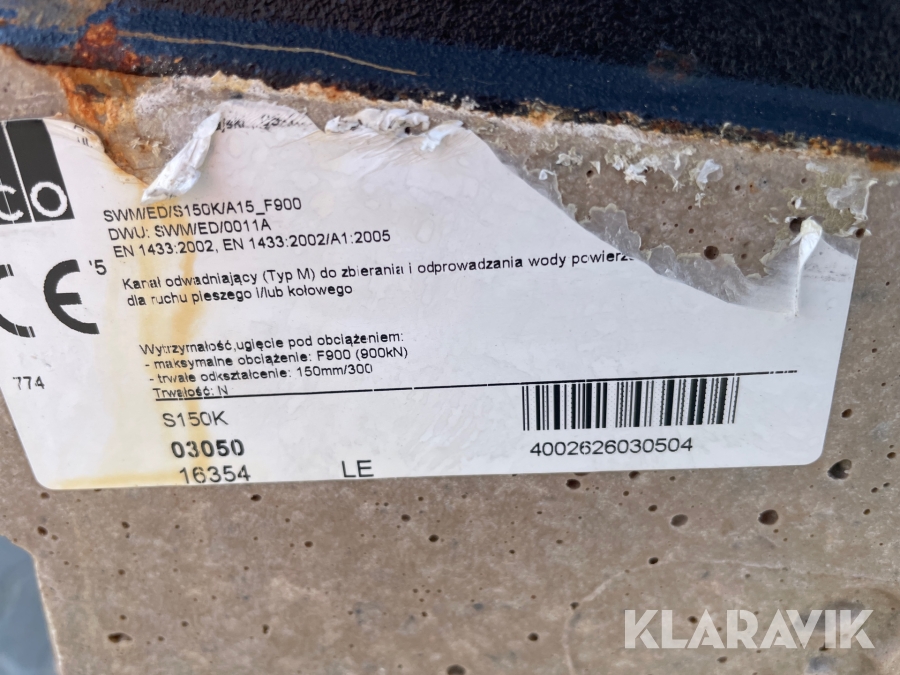 co
SWM/ED/S150K/A15_F900
DWU: SWM/ED/0011A
EN 1433:2002, EN 1433:2002/A1:2005
'5
CE
Kanał odwadniający (Typ M) do zbierania i odprowadzania wody
dla ruchu pieszego i/lub kołowego
Wytrzymałość,ugięcie pod obciążeniem:
- maksymalne obciążenie: F900 (900kN)
- trwałe odkształcenie: 150mm/300
Trwałość: N
774
S150K
03050
16354 LE
4002626030504
KLARAVIK